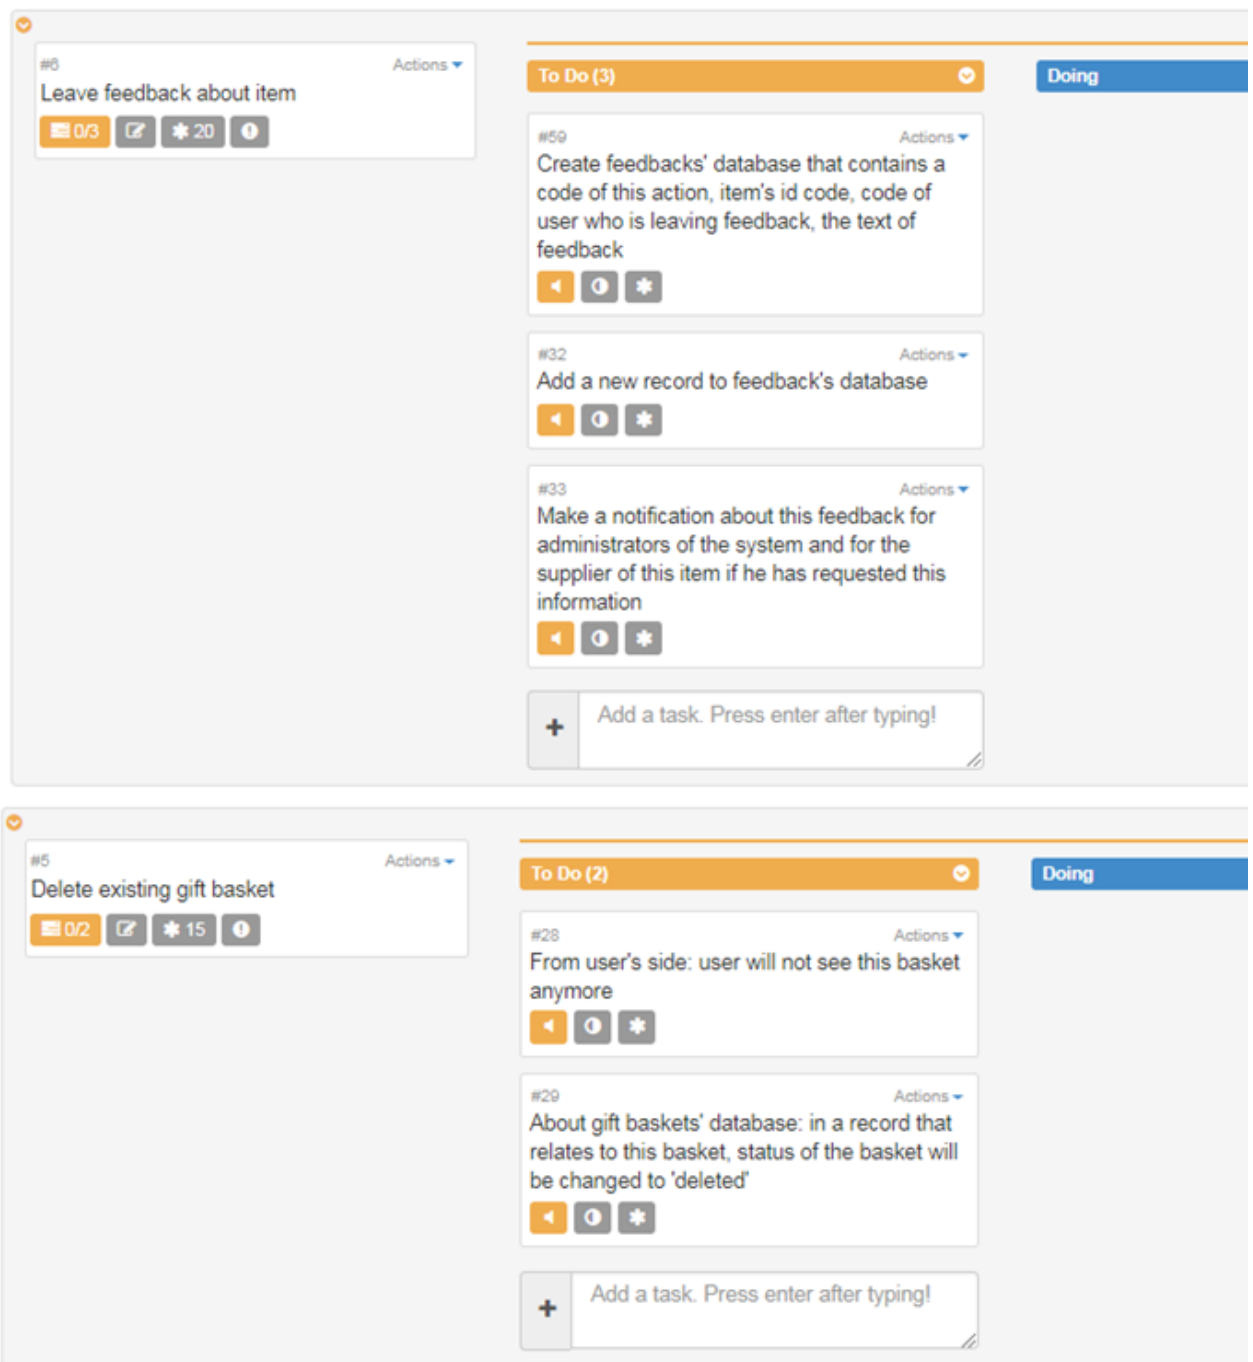 #6 Actions
Leave feedback about item
0/3 20
To Do (3)
Doing
#59 Actions
Create feedbacks' database that contains a
code of this action, item's id code, code of
user who is leaving feedback, the text of
feedback
#32 Actions
Add a new record to feedback's database
#33 Actions
Make a notification about this feedback for
administrators of the system and for the
supplier of this item if he has requested this
information
Add a task. Press enter after typing!
#5 Actions
Delete existing gift basket
0/2 15
To Do (2)
Doing
#28 Actions
From user's side: user will not see this basket
anymore
#29 Actions
About gift baskets' database: in a record that
relates to this basket, status of the basket will
be changed to 'deleted'
Add a task. Press enter after typing!